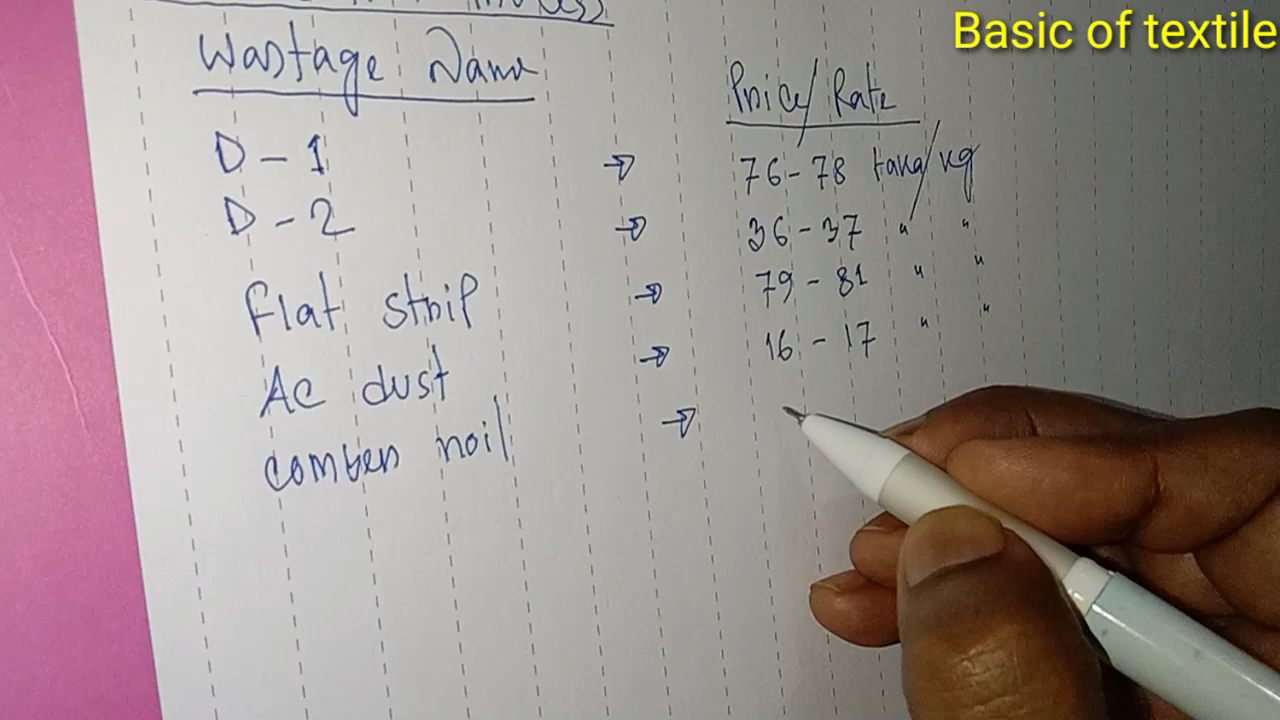 Basic of textile
Wastage Name
Price/Rate
D-1 → 76-78 taka/kg
D-2 → 36-37 " "
Flat strip → 79-81 " "
AC dust → 16-17 " "
comber noil →